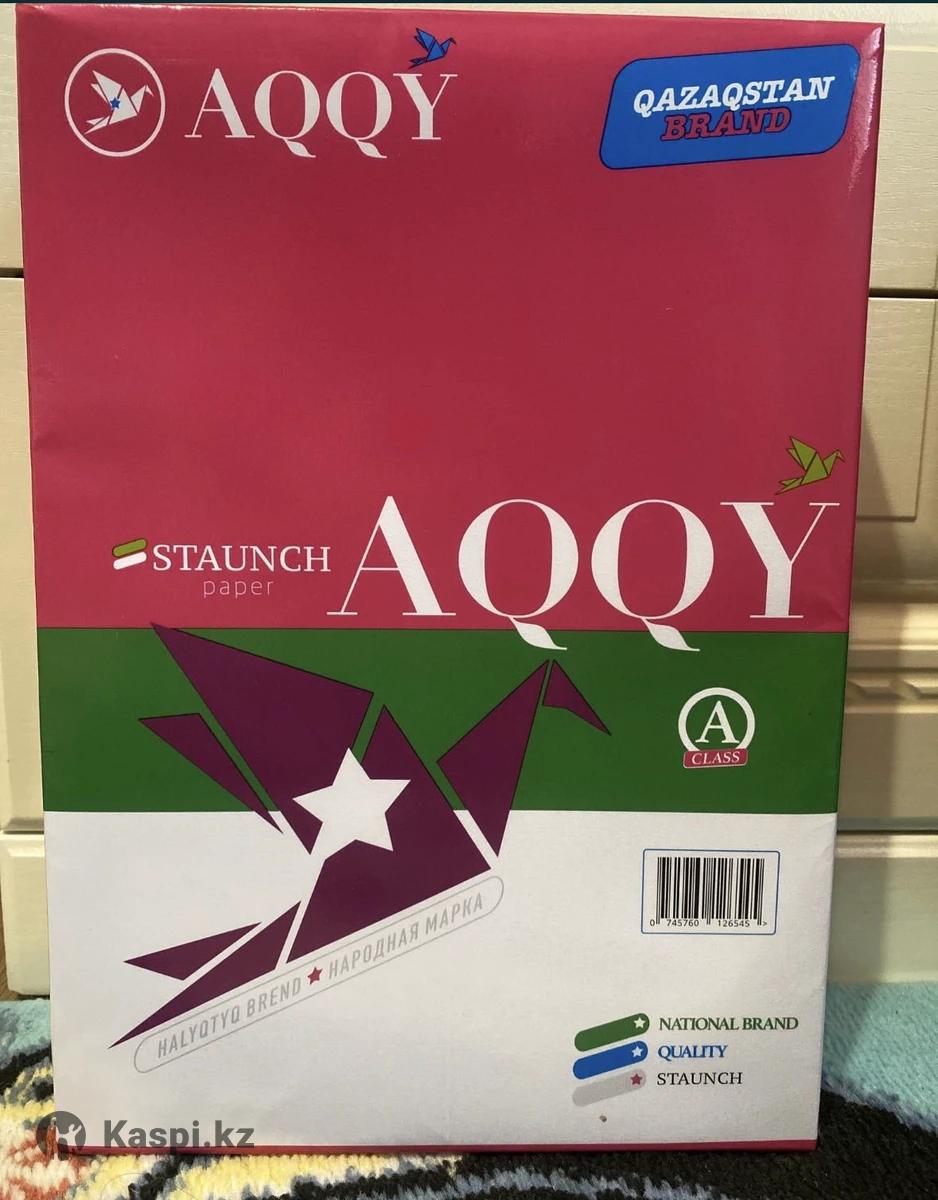 AQQY
QAZAQSTAN
BRAND
STAUNCH
paper
AQQY
A
CLASS
0 745760 126545 >
HALYQTYQ BREND ★ НАРОДНАЯ МАРКА
NATIONAL BRAND
QUALITY
STAUNCH
Kaspi.kz